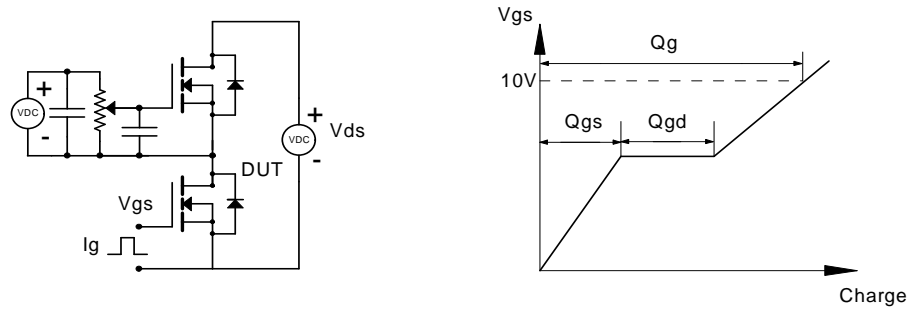 VDC
+
-
Vgs
Ig
DUT
+
VDC
-
Vds
Vgs
10V
Qg
Qgs
Qgd
Charge